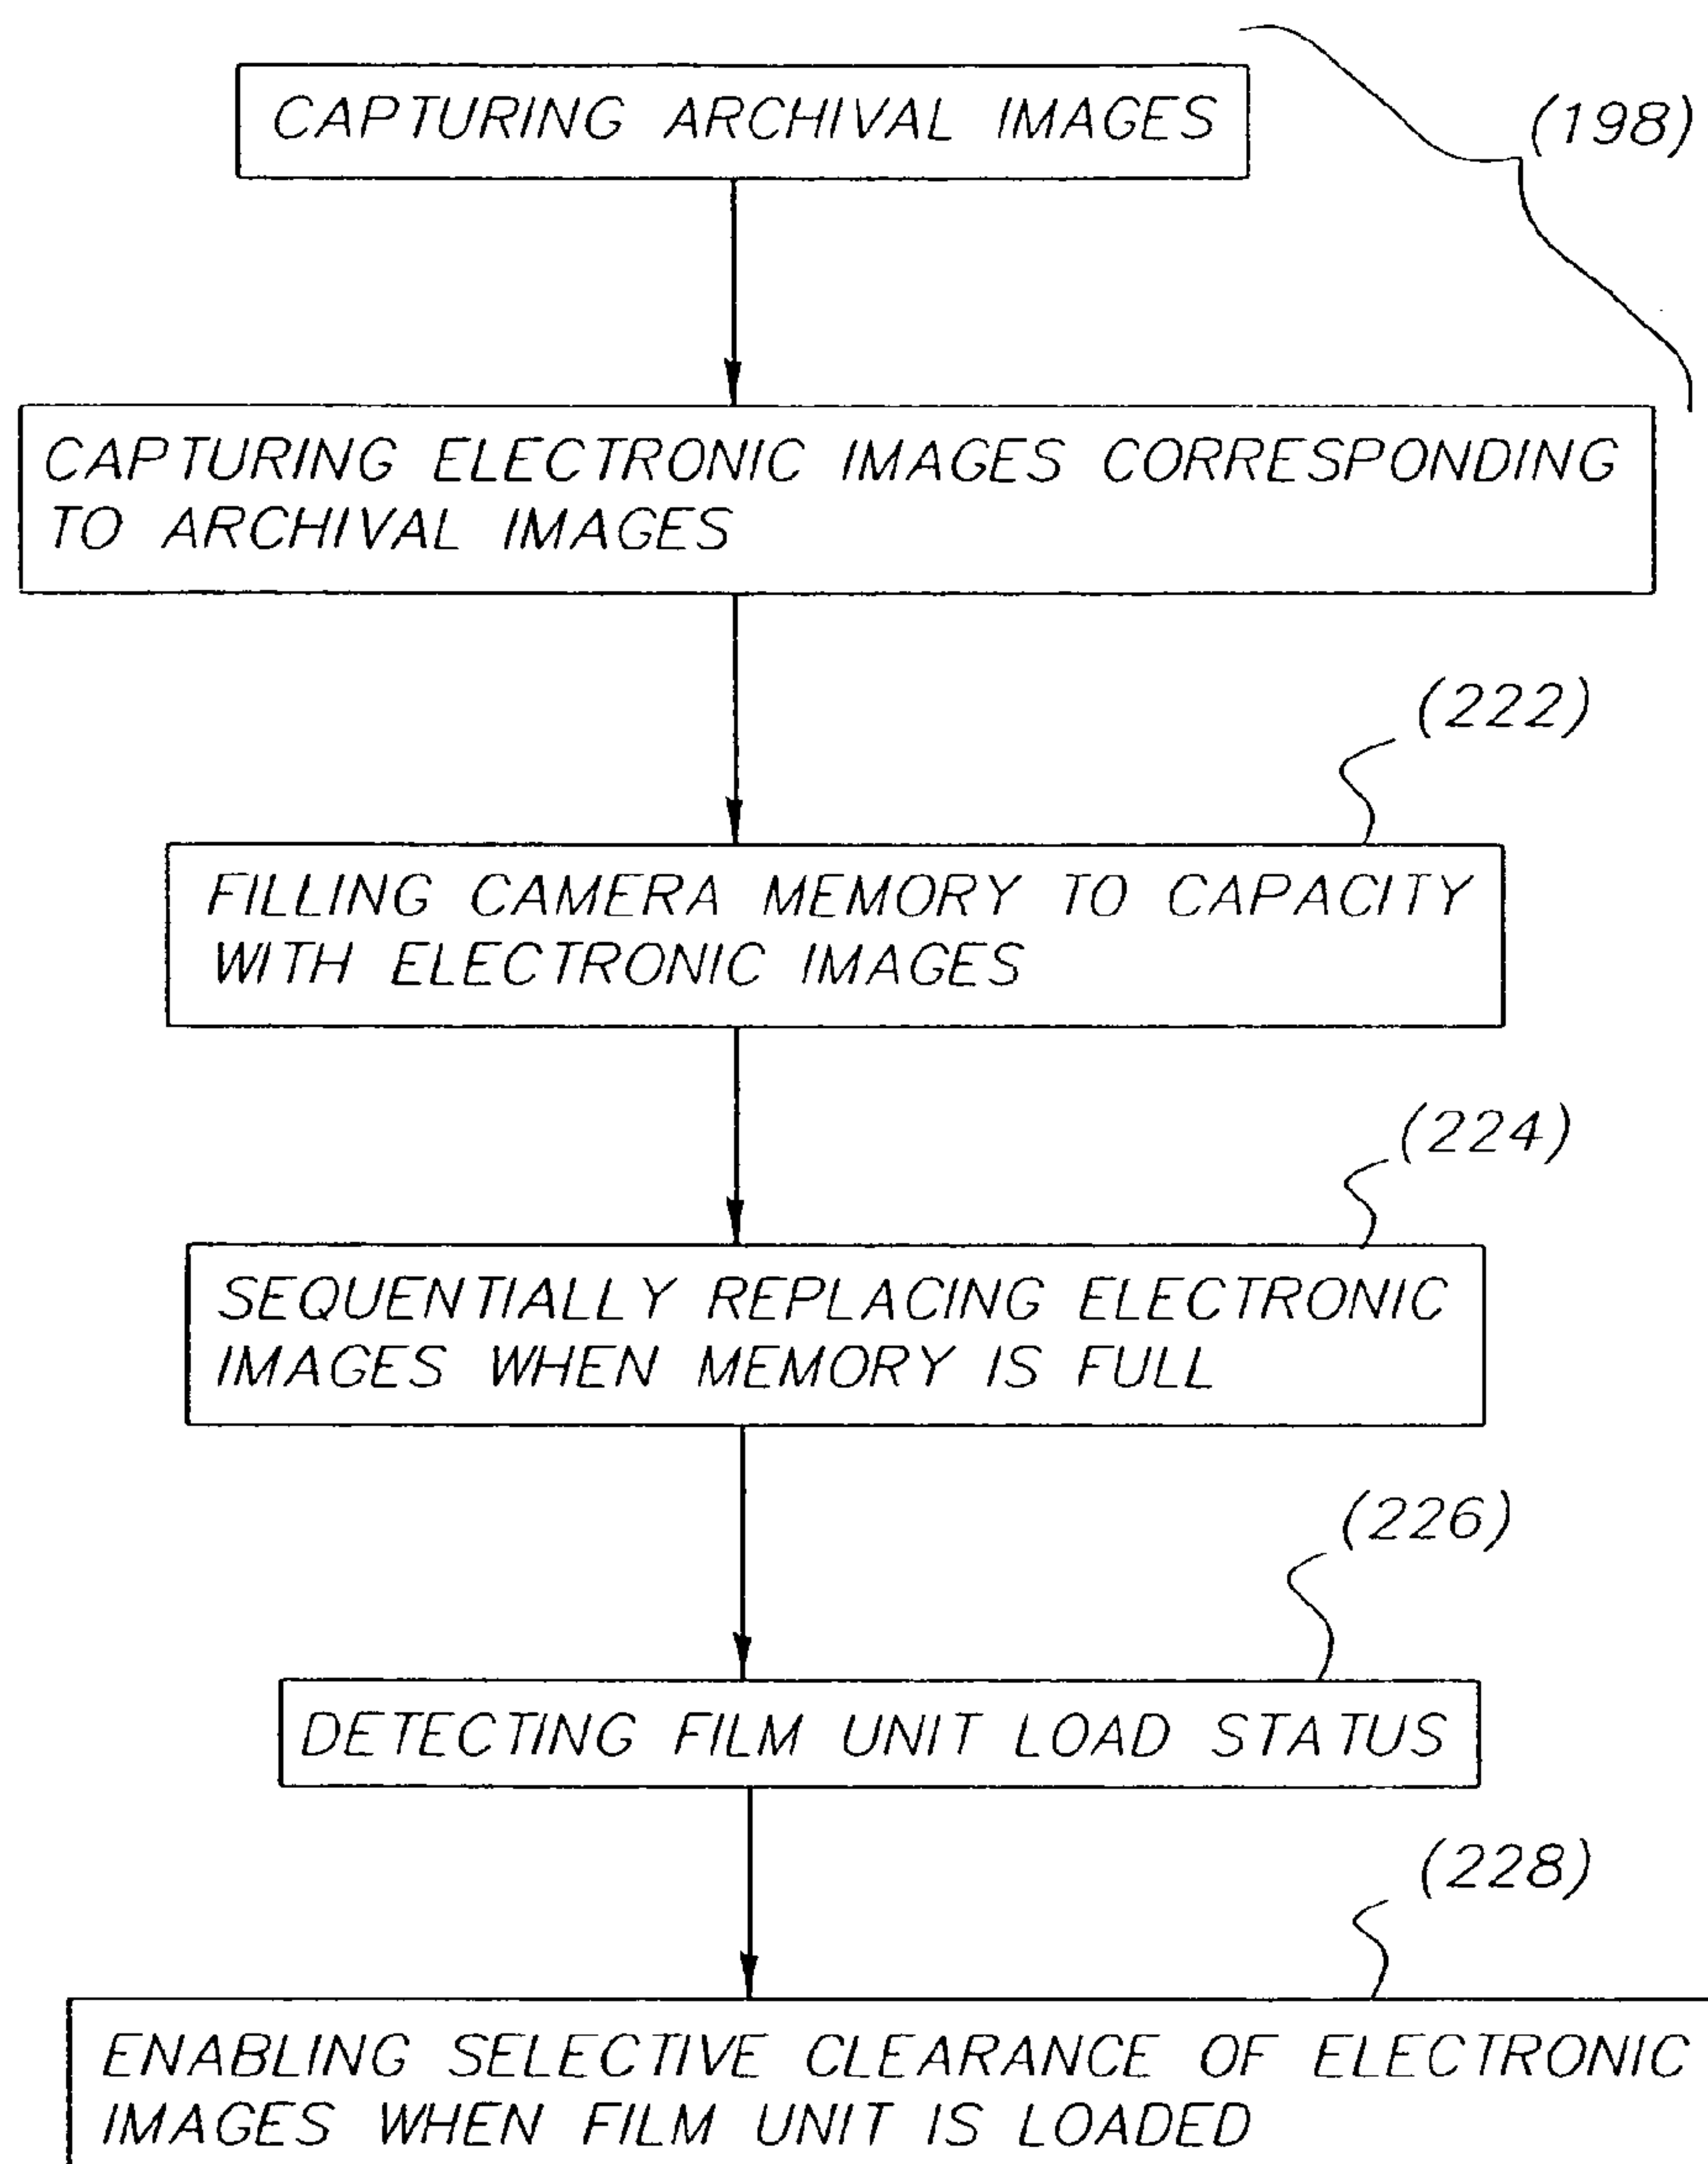 CAPTURING ARCHIVAL IMAGES
(198)
CAPTURING ELECTRONIC IMAGES CORRESPONDING
TO ARCHIVAL IMAGES
(222)
FILLING CAMERA MEMORY TO CAPACITY
WITH ELECTRONIC IMAGES
(224)
SEQUENTIALLY REPLACING ELECTRONIC
IMAGES WHEN MEMORY IS FULL
(226)
DETECTING FILM UNIT LOAD STATUS
(228)
ENABLING SELECTIVE CLEARANCE OF ELECTRONIC
IMAGES WHEN FILM UNIT IS LOADED